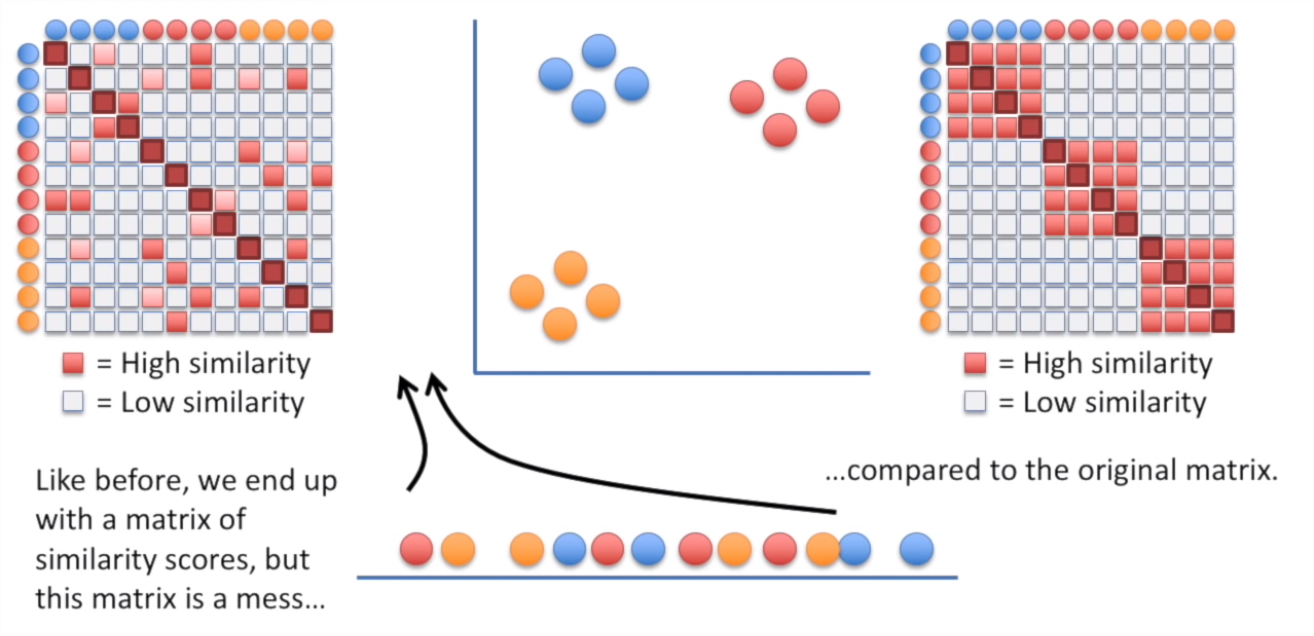 = High similarity
= Low similarity
Like before, we end up
with a matrix of
similarity scores, but
this matrix is a mess...
= High similarity
= Low similarity
...compared to the original matrix.